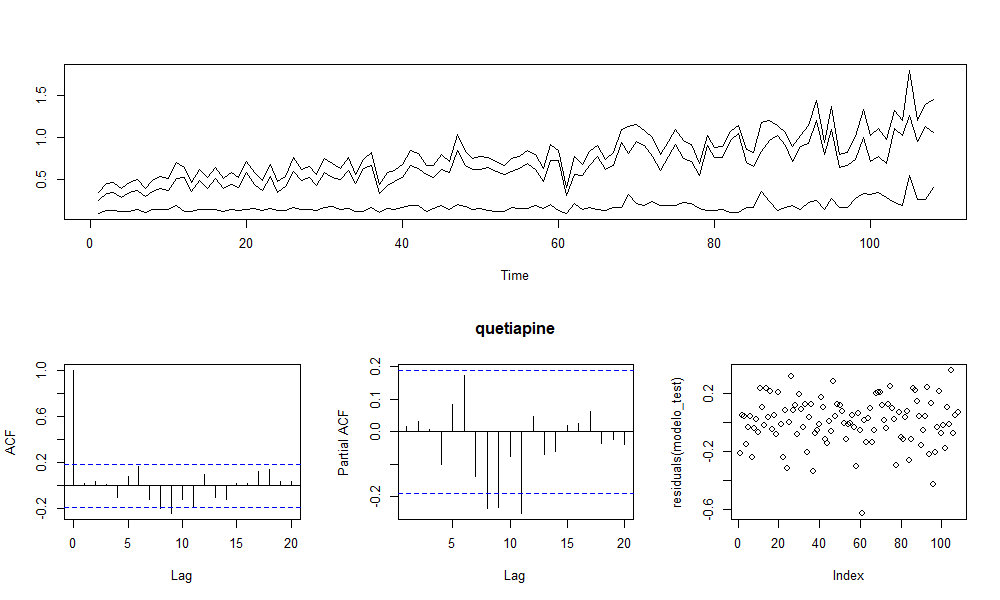 1.5
1.0
0.5
0 20 40 60 80 100
Time
quetiapine
1.0
0.6
0.2
-0.2
ACF
0 5 10 15 20
Lag
0.2
0.1
0.0
-0.2
Partial ACF
5 10 15 20
Lag
0.2
-0.2
-0.6
residuals(modelo_test)
0 20 40 60 80 100
Index